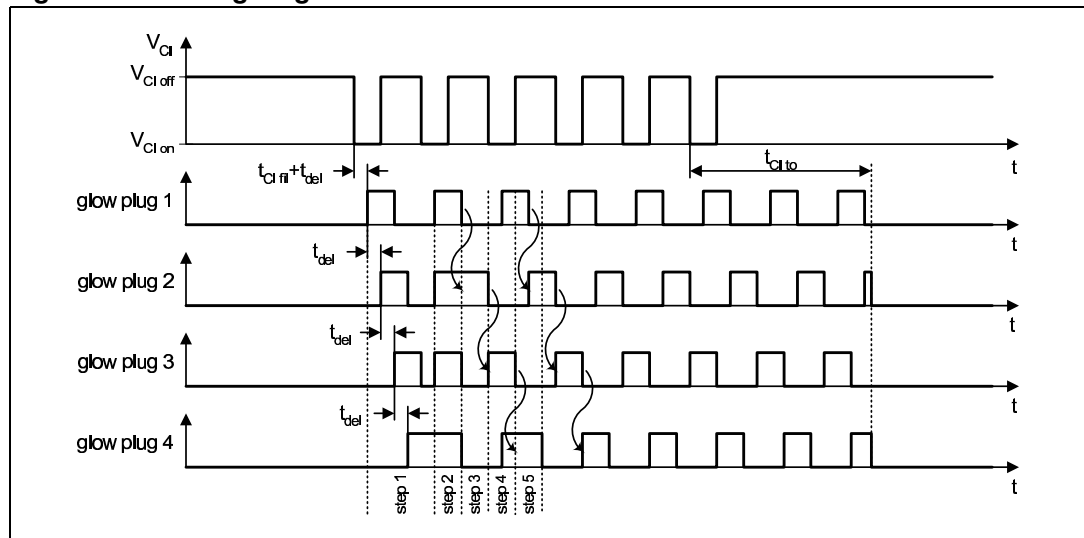 V_CI
V_CI off
V_CI on
t_CI fil+t_del
t_CI to
t
glow plug 1
t
t_del
glow plug 2
t
t_del
glow plug 3
t
t_del
glow plug 4
t
step 1
step 2
step 3
step 4
step 5